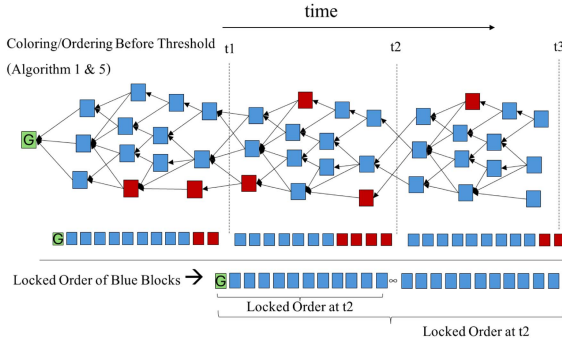 time
Coloring/Ordering Before Threshold
(Algorithm 1 & 5)
t1
t2
t3
G
G
Locked Order of Blue Blocks →
G
∞
Locked Order at t2
Locked Order at t2